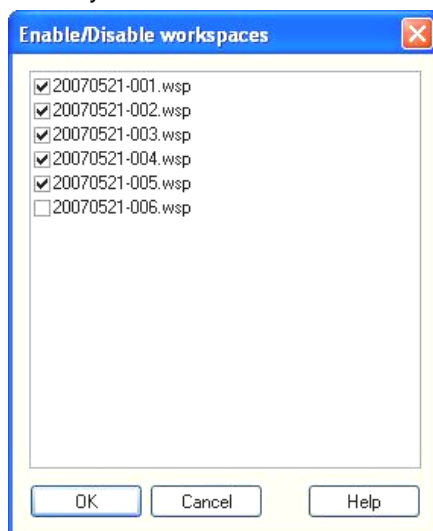 Enable/Disable workspaces
20070521-001.wsp
20070521-002.wsp
20070521-003.wsp
20070521-004.wsp
20070521-005.wsp
20070521-006.wsp
OK Cancel Help